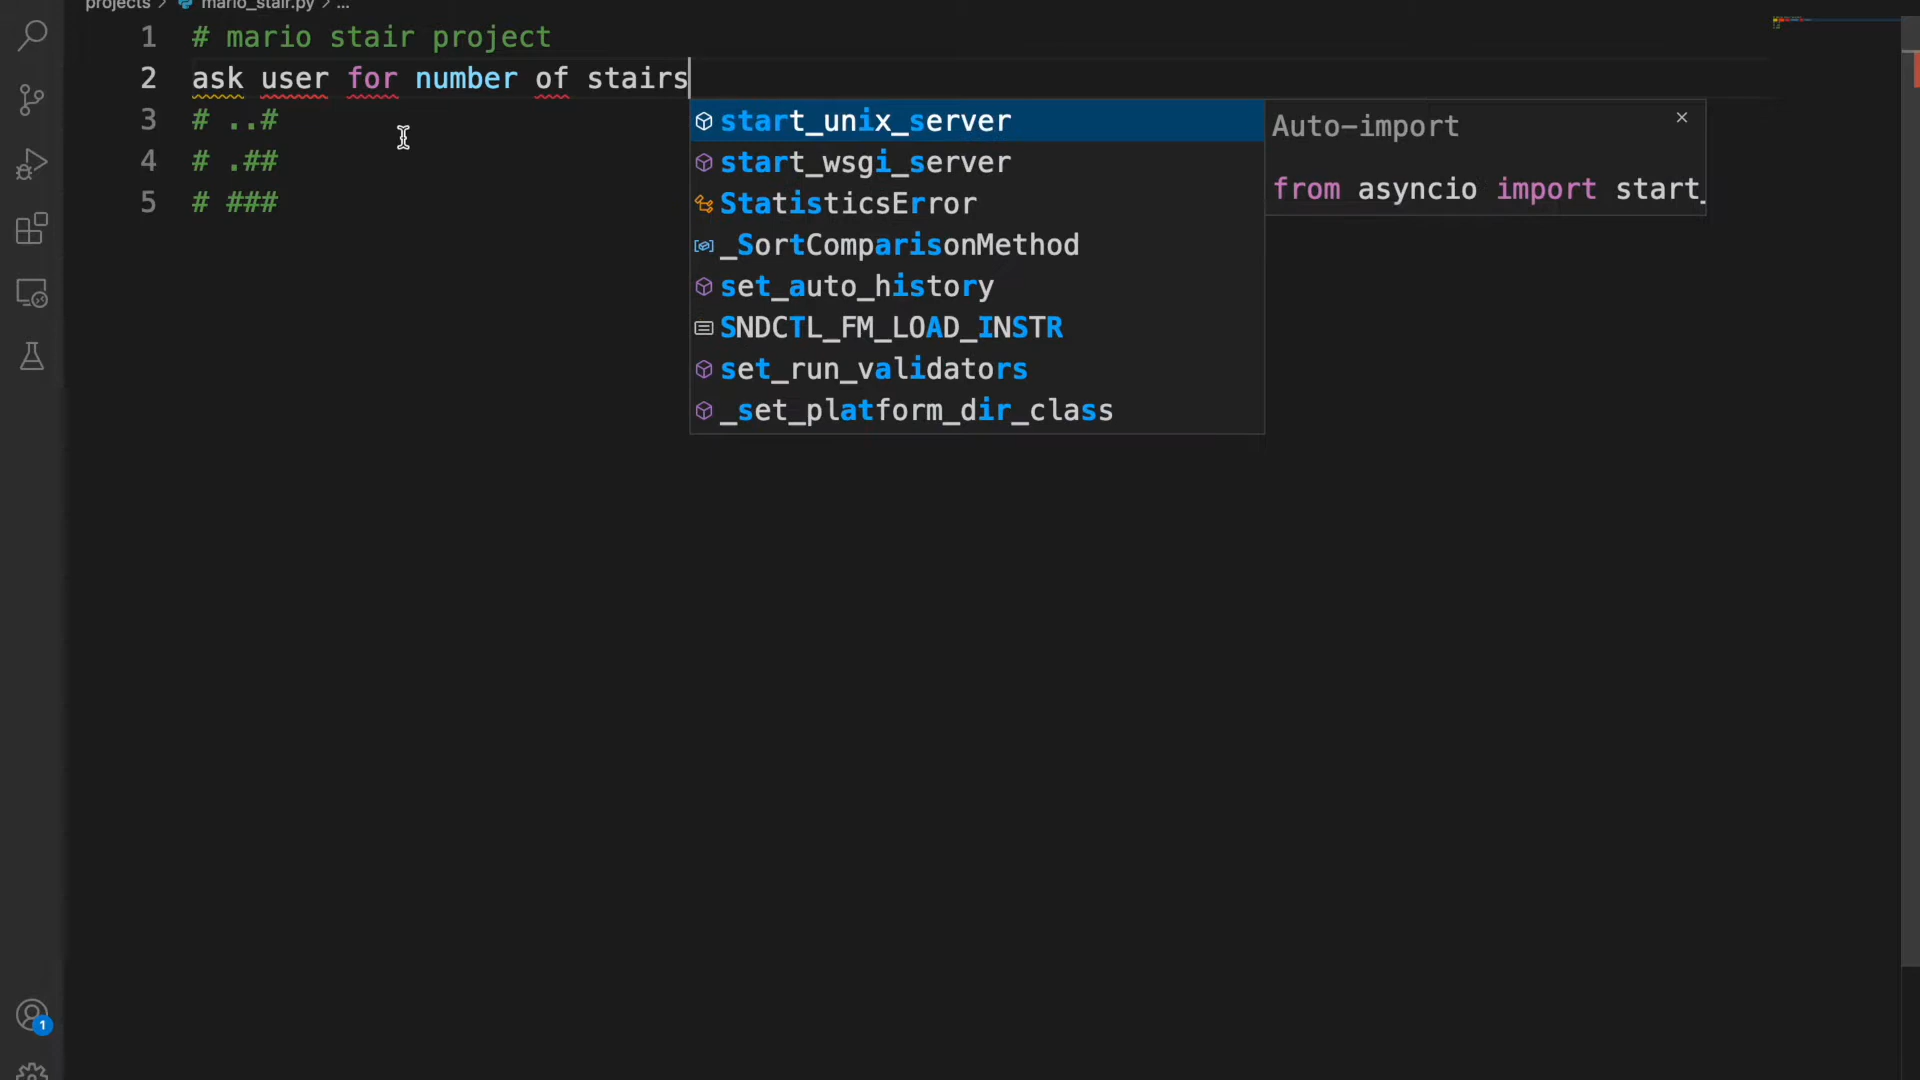 projects > mario_stair.py > ...
1 # mario stair project
2 ask user for number of stairs
3 # ..#
4 # .##
5 # ###
start_unix_server
start_wsgi_server
StatisticsError
_SortComparisonMethod
set_auto_history
SNDCTL_FM_LOAD_INSTR
set_run_validators
_set_platform_dir_class
Auto-import
from asyncio import start_
1